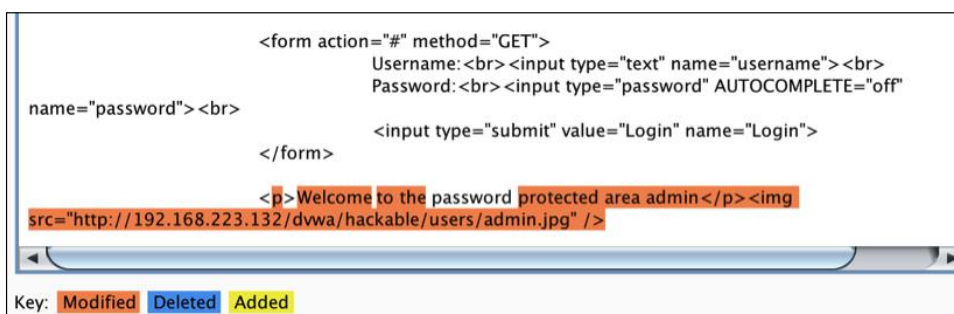 <form action="#" method="GET">
Username:<br><input type="text" name="username"><br>
Password:<br><input type="password" AUTOCOMPLETE="off"
name="password"><br>
<input type="submit" value="Login" name="Login">
</form>
<p>Welcome to the password protected area admin</p><img
src="http://192.168.223.132/dvwa/hackable/users/admin.jpg" />
Key: Modified Deleted Added